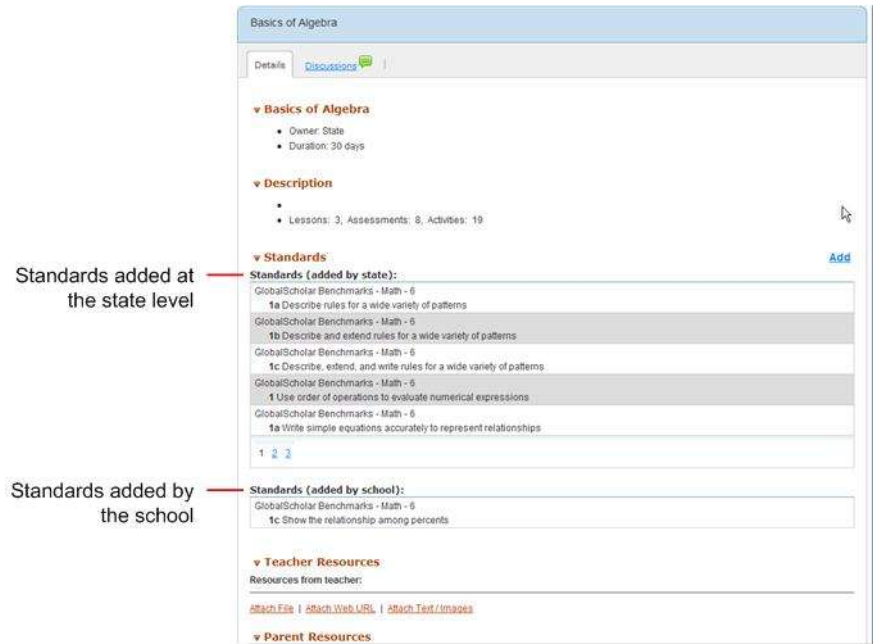 Basics of Algebra
Details Discussions |
Basics of Algebra
Owner: State
Duration: 30 days
Description
Lessons: 3, Assessments: 8, Activities: 19
Standards Add
Standards added at
the state level
Standards (added by state):
GlobalScholar Benchmarks - Math - 6
1a Describe rules for a wide variety of patterns
GlobalScholar Benchmarks - Math - 6
1b Describe and extend rules for a wide variety of patterns
GlobalScholar Benchmarks - Math - 6
1c Describe, extend, and write rules for a wide variety of patterns
GlobalScholar Benchmarks - Math - 6
1 Use order of operations to evaluate numerical expressions
GlobalScholar Benchmarks - Math - 6
1a Write simple equations accurately to represent relationships
1 2 3
Standards added by
the school
Standards (added by school):
GlobalScholar Benchmarks - Math - 6
1c Show the relationship among percents
Teacher Resources
Resources from teacher:
Attach File | Attach Web URL | Attach Text / Images
Parent Resources